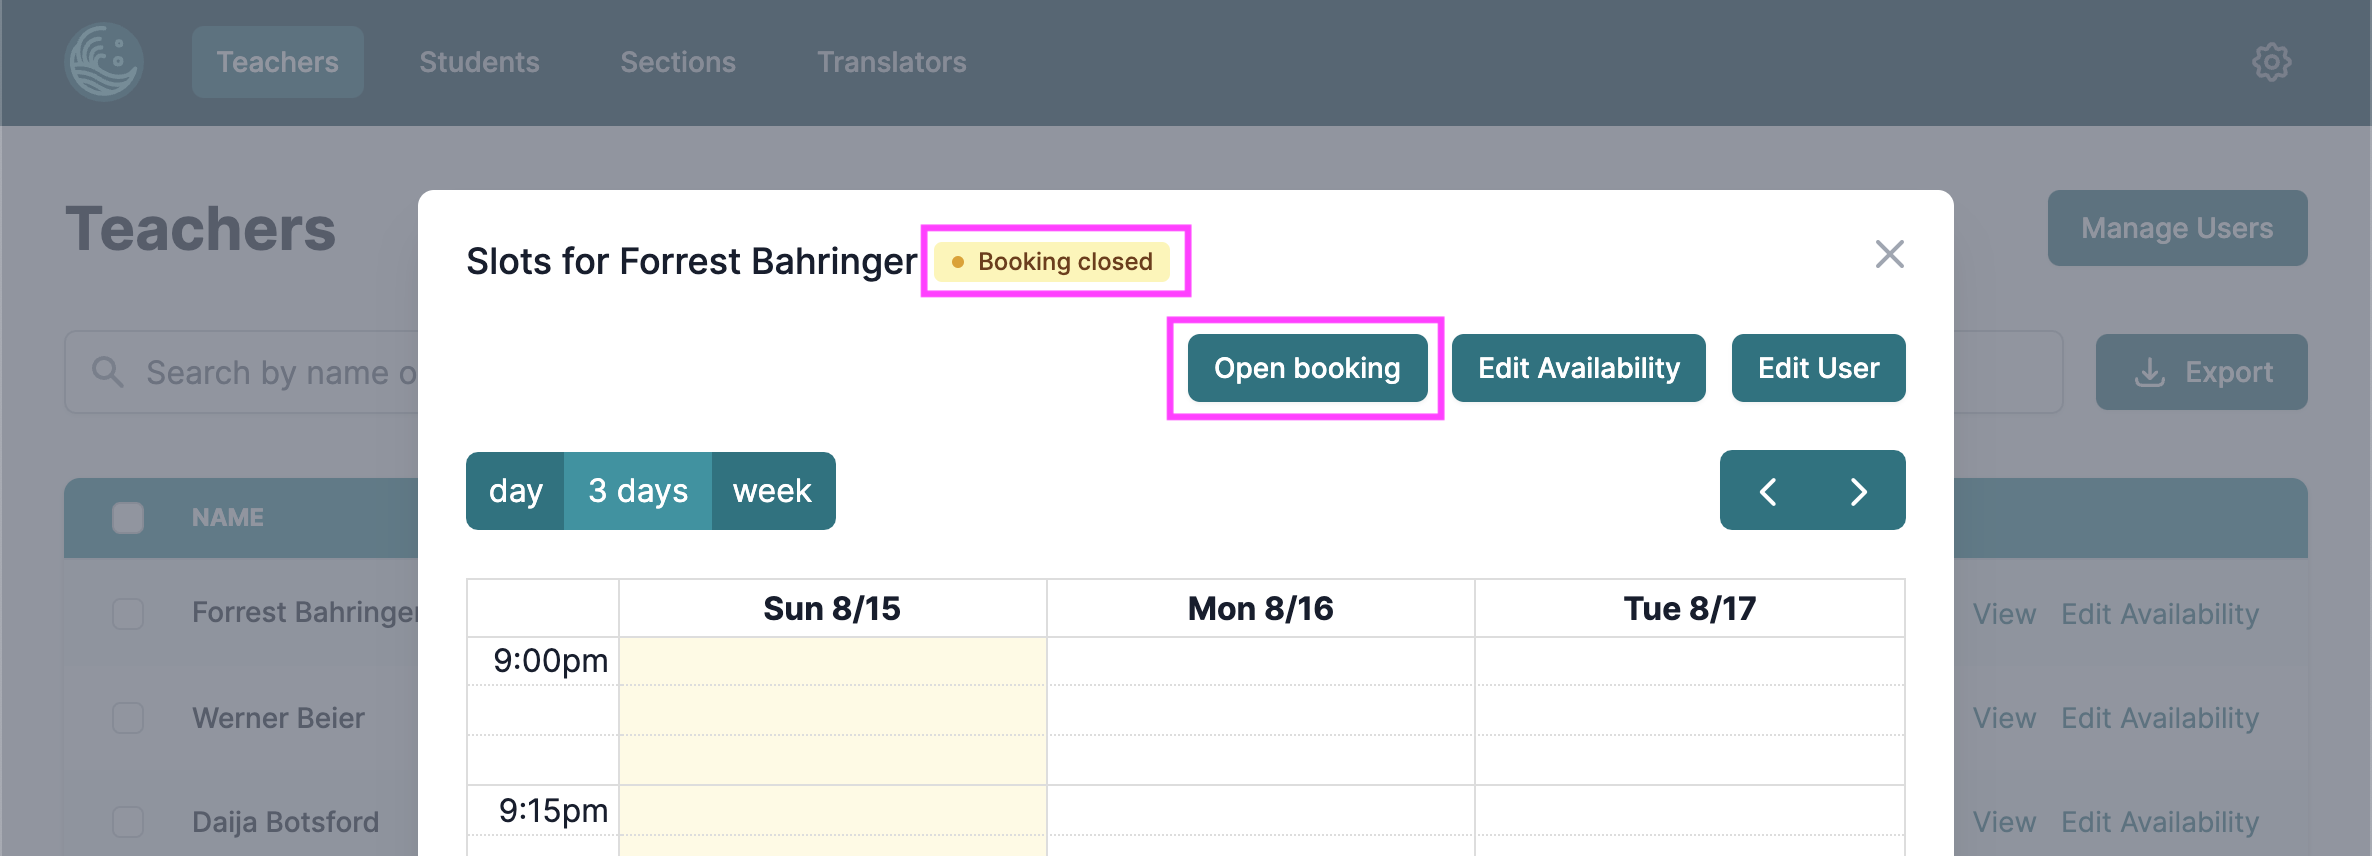 Teachers Students Sections Translators
Teachers
Manage Users
Search by name o
Export
NAME
Forrest Bahringer View Edit Availability
Werner Beier View Edit Availability
Daija Botsford View Edit Availability
Slots for Forrest Bahringer Booking closed
Open booking Edit Availability Edit User
day 3 days week
Sun 8/15 Mon 8/16 Tue 8/17
9:00pm
9:15pm